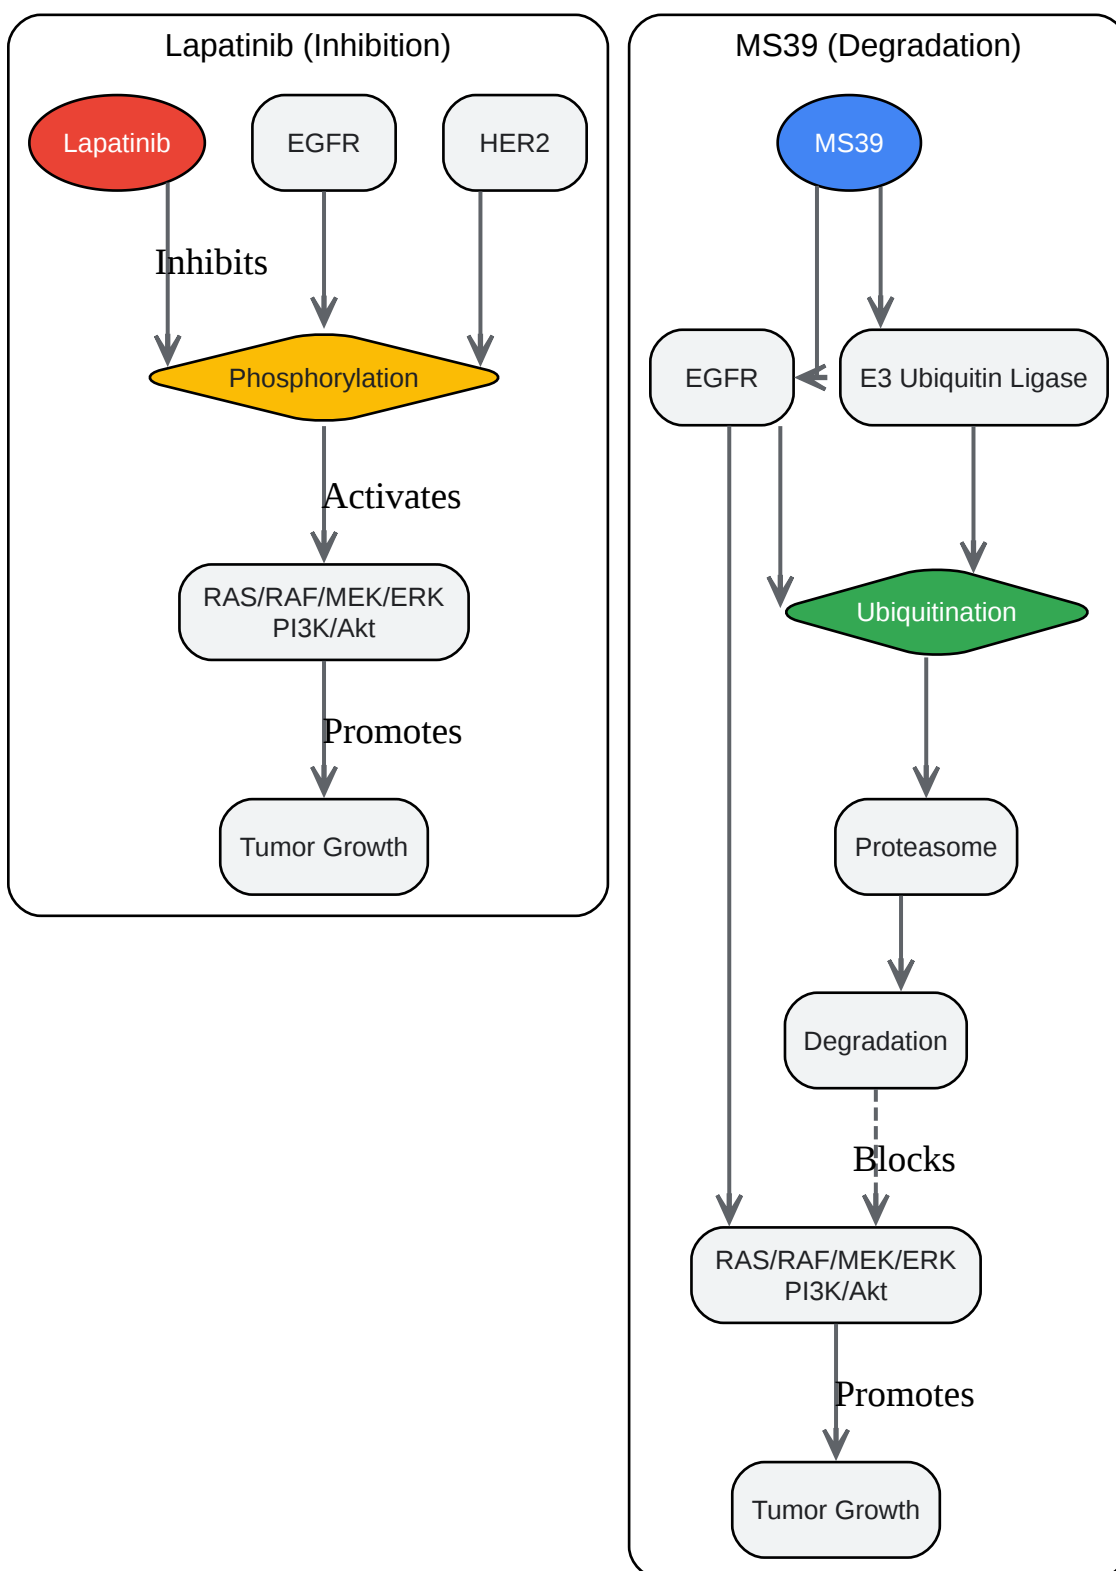 Lapatinib (Inhibition)
Lapatinib
EGFR
HER2
Inhibits
Phosphorylation
Activates
RAS/RAF/MEK/ERK
PI3K/Akt
Promotes
Tumor Growth
MS39 (Degradation)
MS39
EGFR
E3 Ubiquitin Ligase
Ubiquitination
Proteasome
Degradation
Blocks
RAS/RAF/MEK/ERK
PI3K/Akt
Promotes
Tumor Growth